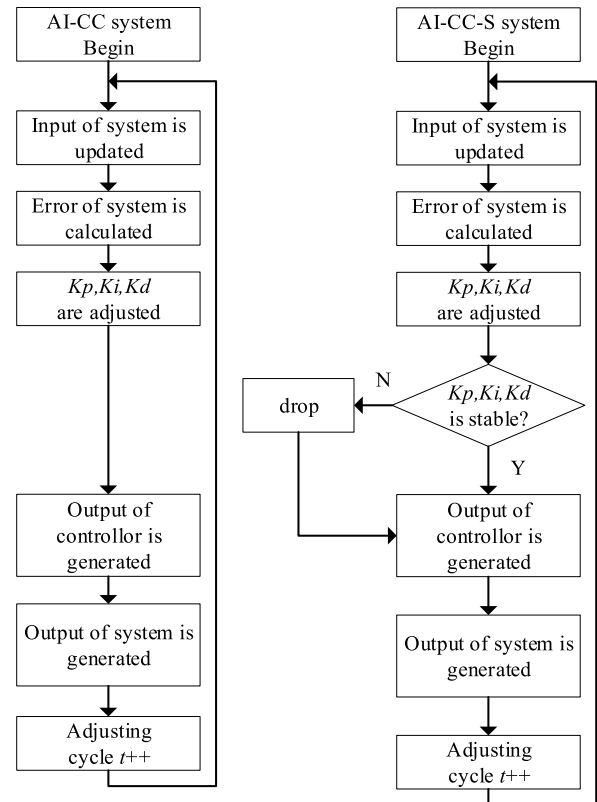 AI-CC system
Begin
Input of system is
updated
Error of system is
calculated
Kp,Ki,Kd
are adjusted
Output of
controllor is
generated
Output of system is
generated
Adjusting
cycle t++
AI-CC-S system
Begin
Input of system is
updated
Error of system is
calculated
Kp,Ki,Kd
are adjusted
Kp,Ki,Kd
is stable?
N
drop
Y
Output of
controllor is
generated
Output of system is
generated
Adjusting
cycle t++